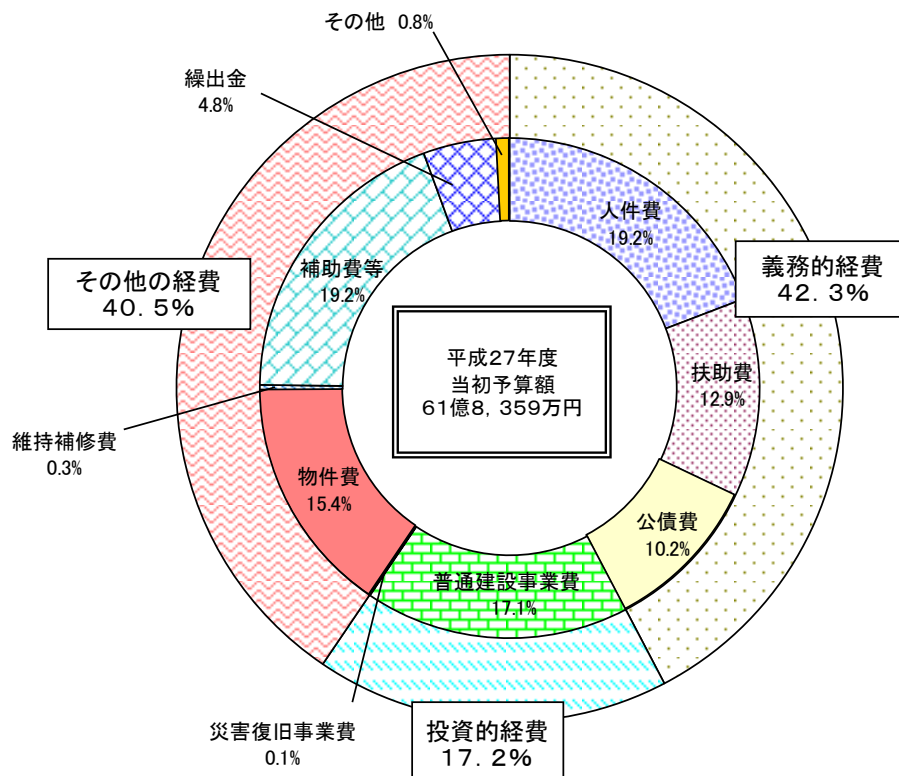 その他 0.8%
繰出金
4.8%
人件費
19.2%
補助費等
19.2%
その他の経費
40.5%
義務的経費
42.3%
平成27年度
当初予算額
61億8,359万円
扶助費
12.9%
維持補修費
0.3%
物件費
15.4%
公債費
10.2%
普通建設事業費
17.1%
災害復旧事業費
0.1%
投資的経費
17.2%